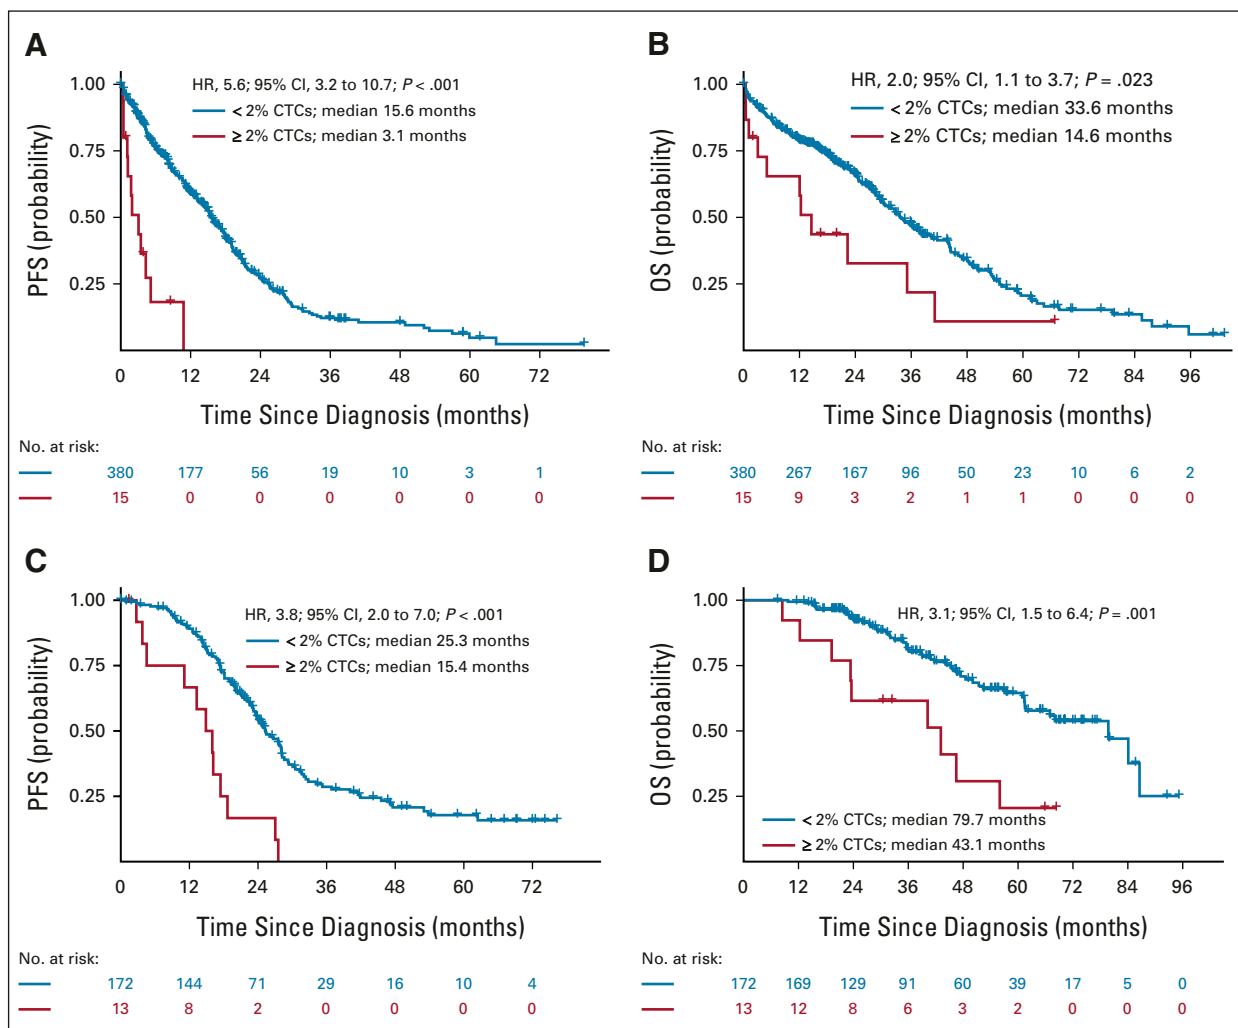 A
HR, 5.6; 95% CI, 3.2 to 10.7; P < .001
< 2% CTCs; median 15.6 months
≥ 2% CTCs; median 3.1 months
PFS (probability)
1.00
0.75
0.50
0.25
0 12 24 36 48 60 72
Time Since Diagnosis (months)
No. at risk:
380 177 56 19 10 3 1
15 0 0 0 0 0 0
B
HR, 2.0; 95% CI, 1.1 to 3.7; P = .023
< 2% CTCs; median 33.6 months
≥ 2% CTCs; median 14.6 months
OS (probability)
1.00
0.75
0.50
0.25
0 12 24 36 48 60 72 84 96
Time Since Diagnosis (months)
No. at risk:
380 267 167 96 50 23 10 6 2
15 9 3 2 1 1 0 0 0
C
HR, 3.8; 95% CI, 2.0 to 7.0; P < .001
< 2% CTCs; median 25.3 months
≥ 2% CTCs; median 15.4 months
PFS (probability)
1.00
0.75
0.50
0.25
0 12 24 36 48 60 72
Time Since Diagnosis (months)
No. at risk:
172 144 71 29 16 10 4
13 8 2 0 0 0 0
D
HR, 3.1; 95% CI, 1.5 to 6.4; P = .001
< 2% CTCs; median 79.7 months
≥ 2% CTCs; median 43.1 months
OS (probability)
1.00
0.75
0.50
0.25
0 12 24 36 48 60 72 84 96
Time Since Diagnosis (months)
No. at risk:
172 169 129 91 60 39 17 5 0
13 12 8 6 3 2 0 0 0